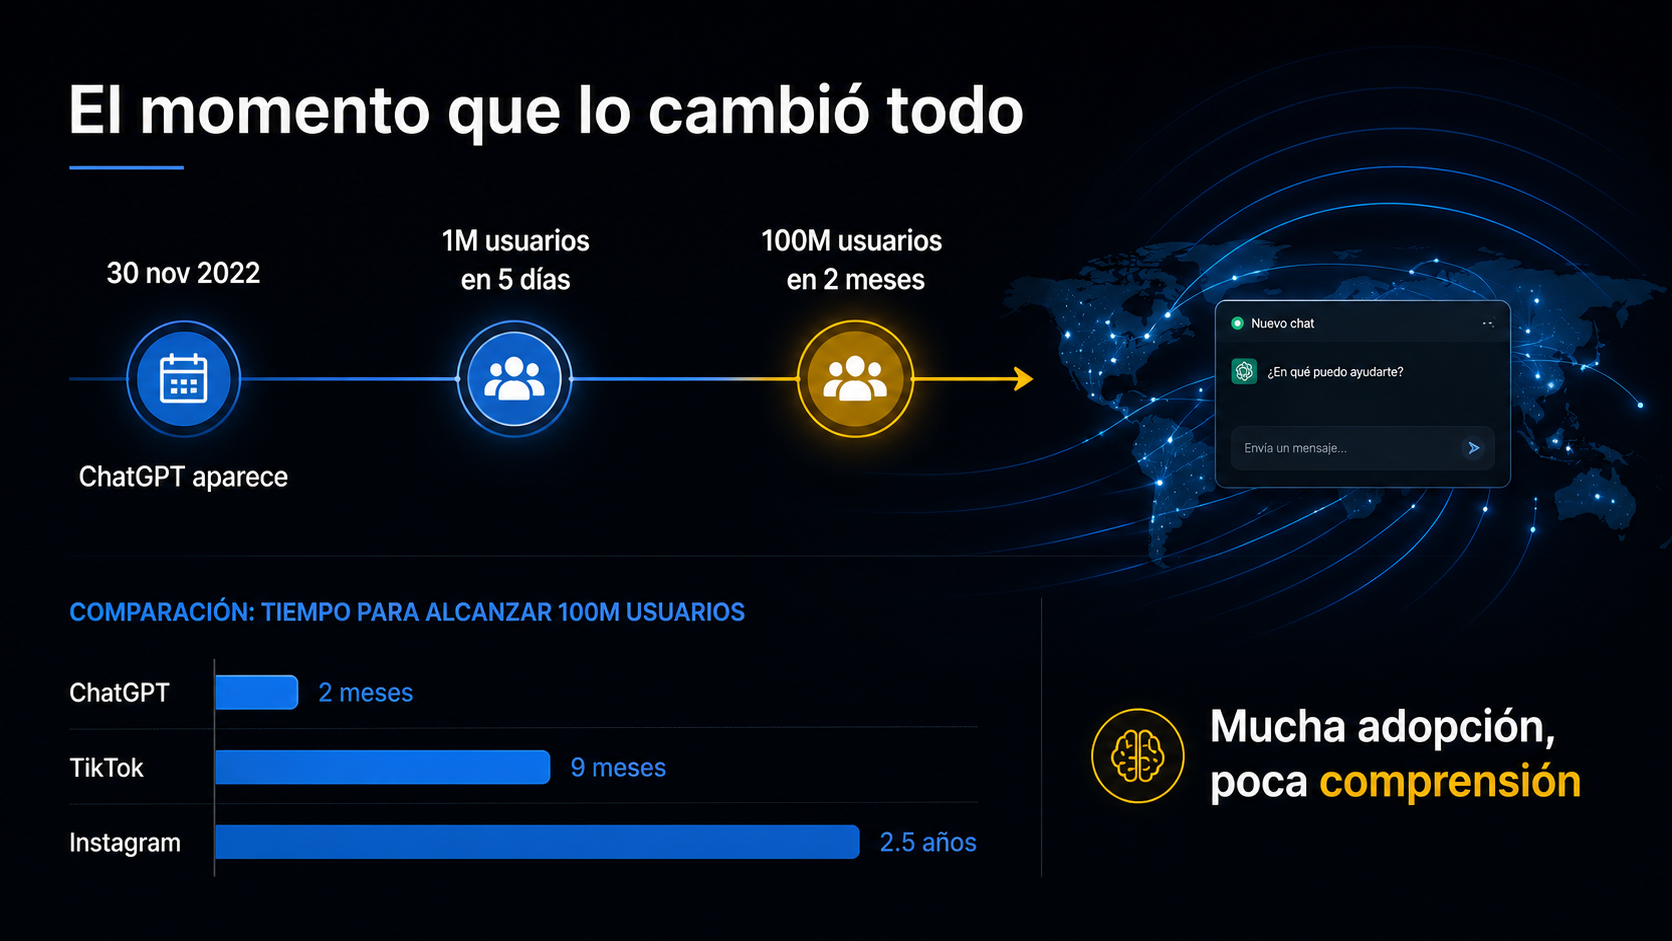 El momento que lo cambió todo
30 nov 2022
ChatGPT aparece
1M usuarios
en 5 días
100M usuarios
en 2 meses
Nuevo chat
¿En qué puedo ayudarte?
Envía un mensaje...
COMPARACIÓN: TIEMPO PARA ALCANZAR 100M USUARIOS
ChatGPT
2 meses
TikTok
9 meses
Instagram
2.5 años
Mucha adopción,
poca comprensión